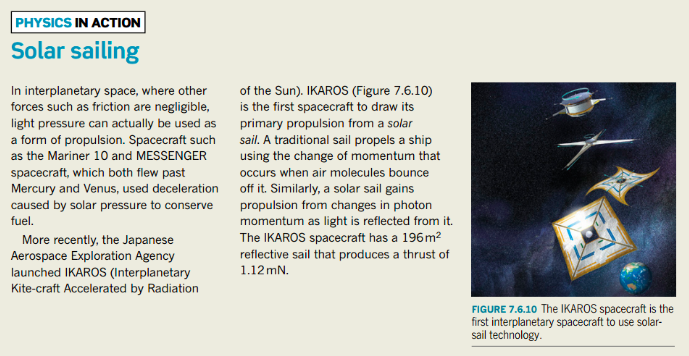 PHYSICS IN ACTION
Solar sailing
In interplanetary space, where other
forces such as friction are negligible,
light pressure can actually be used as
a form of propulsion. Spacecraft such
as the Mariner 10 and MESSENGER
spacecraft, which both flew past
Mercury and Venus, used deceleration
caused by solar pressure to conserve
fuel.
More recently, the Japanese
Aerospace Exploration Agency
launched IKAROS (Interplanetary
Kite-craft Accelerated by Radiation
of the Sun). IKAROS (Figure 7.6.10)
is the first spacecraft to draw its
primary propulsion from a solar
sail. A traditional sail propels a ship
using the change of momentum that
occurs when air molecules bounce
off it. Similarly, a solar sail gains
propulsion from changes in photon
momentum as light is reflected from it.
The IKAROS spacecraft has a 196 m²
reflective sail that produces a thrust of
1.12 mN.
FIGURE 7.6.10 The IKAROS spacecraft is the
first interplanetary spacecraft to use solar-
sail technology.